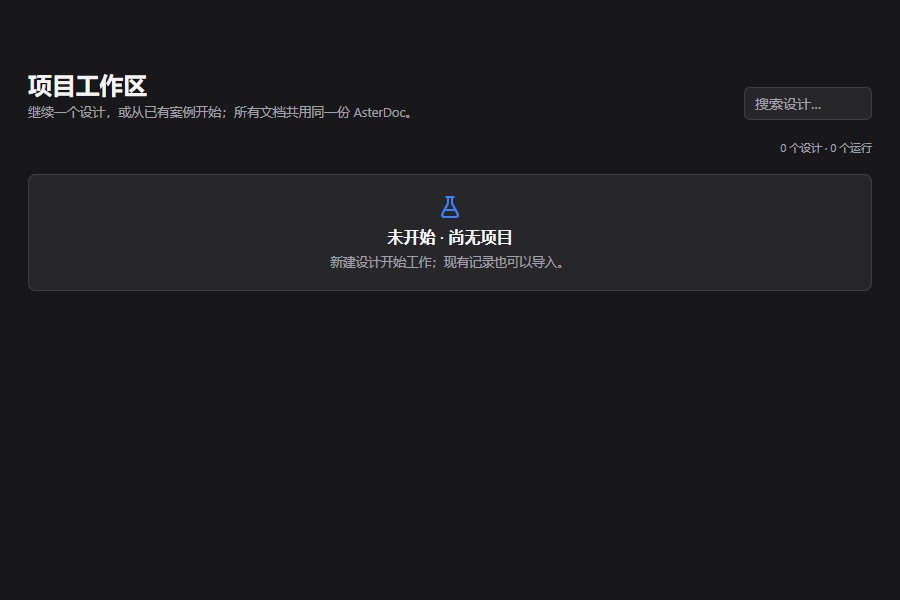 项目工作区
继续一个设计，或从已有案例开始；所有文档共用同一份 AsterDoc。
搜索设计...
0 个设计 · 0 个运行
未开始 · 尚无项目
新建设计开始工作；现有记录也可以导入。